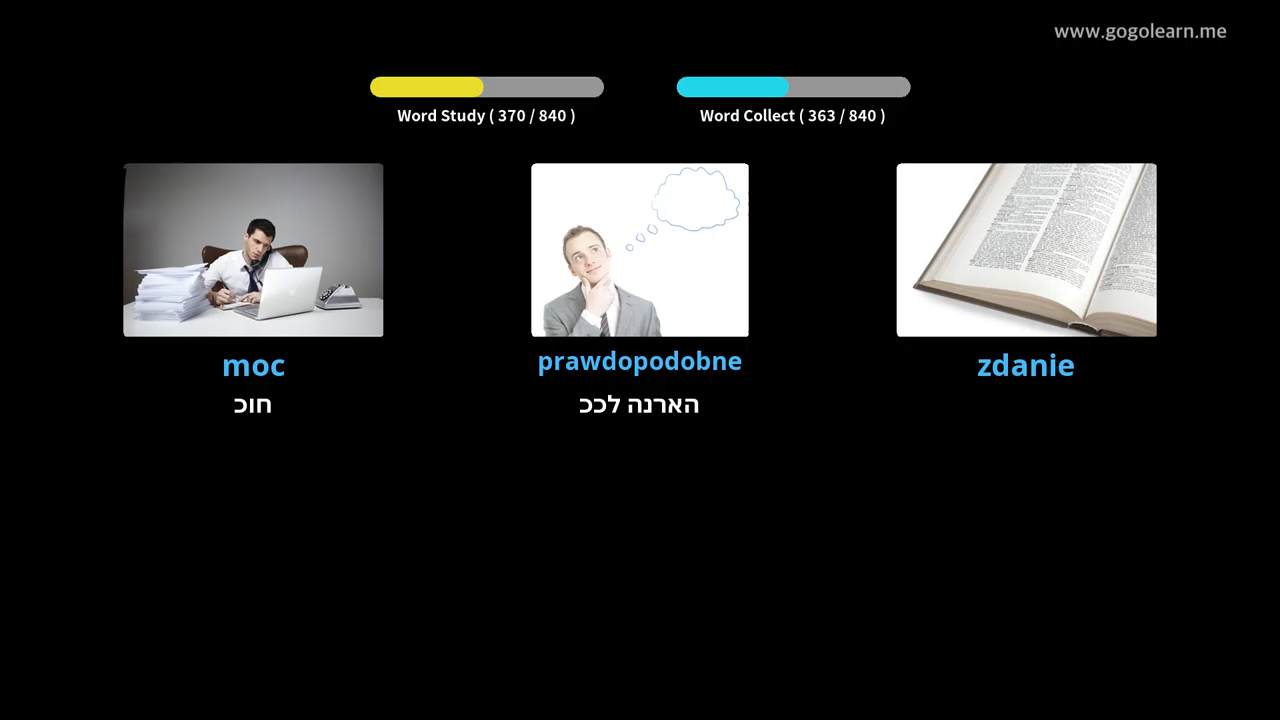 www.gogolearn.me
Word Study ( 370 / 840 )
Word Collect ( 363 / 840 )
moc
חוכ
prawdopodobne
הארנה לככ
zdanie